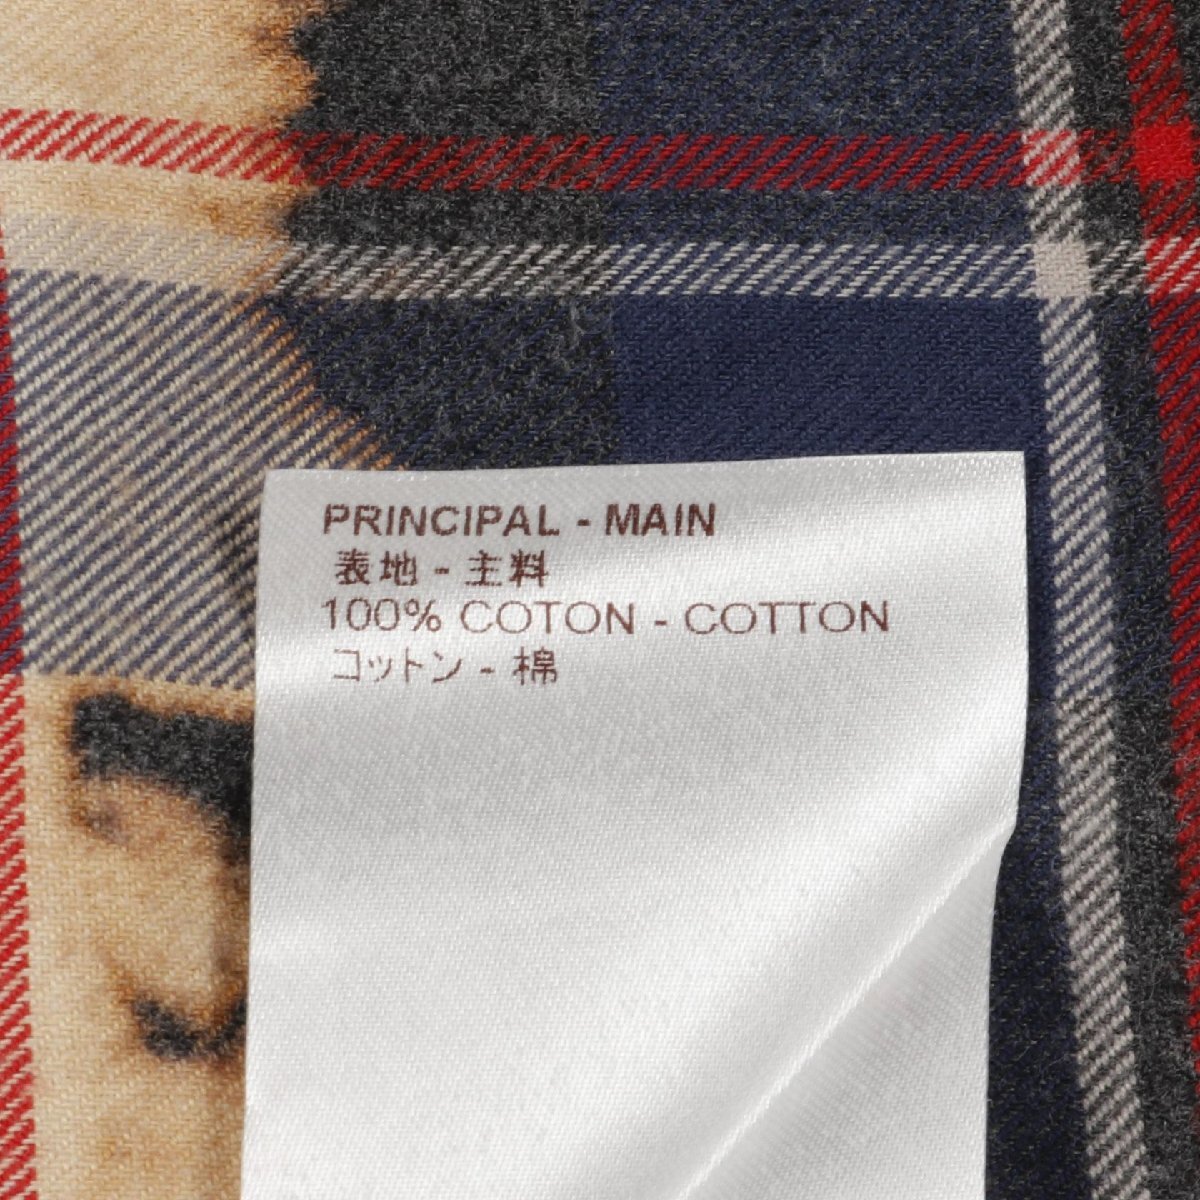 PRINCIPAL - MAIN
表地 - 主料
100% COTON - COTTON
コットン - 棉